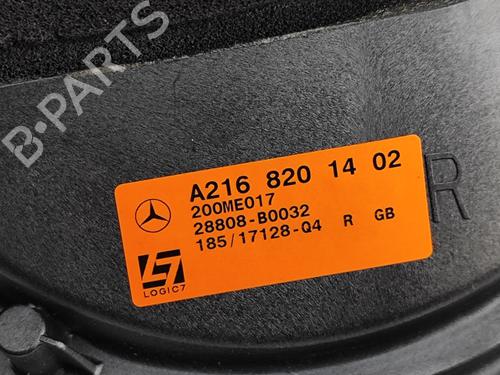 B-PARTS
A216 820 14 02
200ME017
28808-B0032
185/17128-Q4 R GB
LOGIC7
R